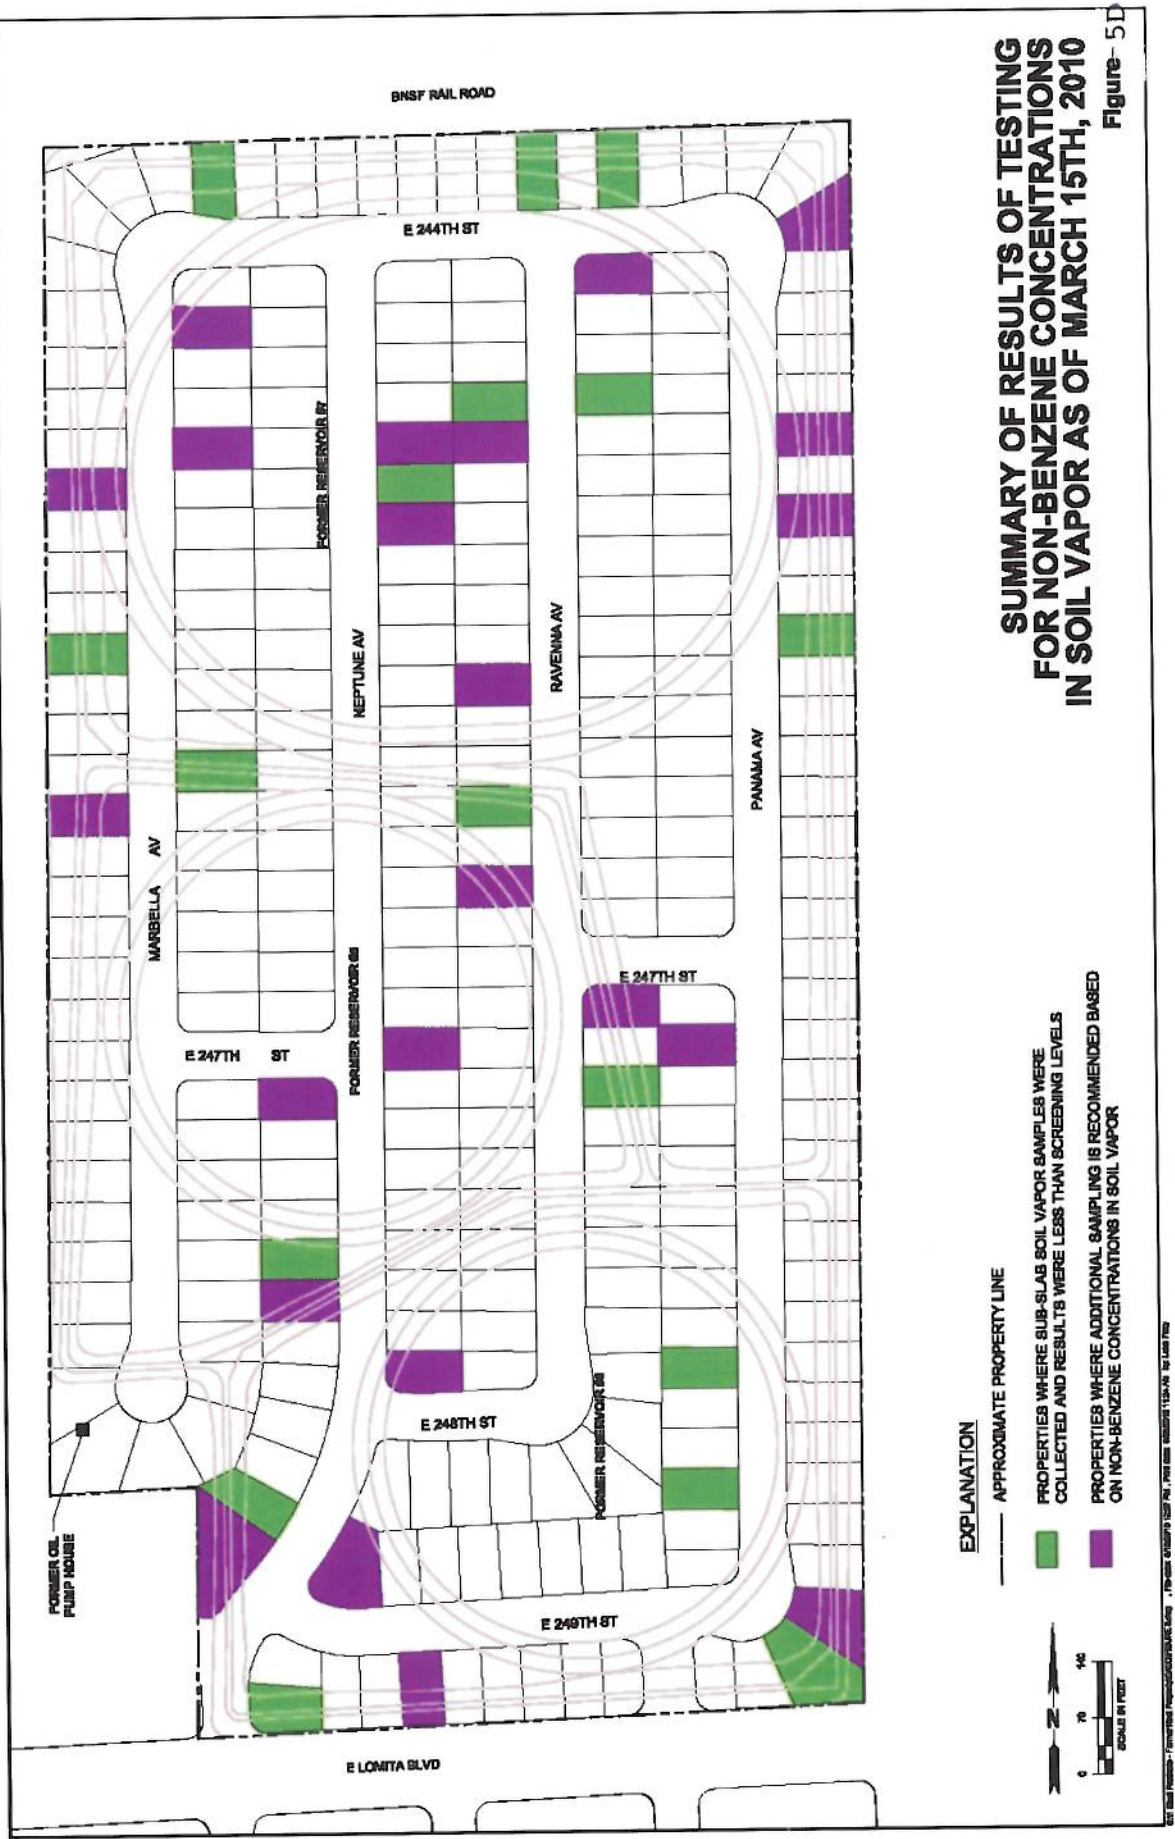 BNSF RAIL ROAD
E 244TH ST
FORMER RESERVOIR #7
NEPTUNE AV
RAVENNA AV
PANAMA AV
MARBELLA AV
E 247TH ST
E 247TH ST
E 248TH ST
E 249TH ST
E LOMITA BLVD
FORMER OIL
PUMP HOUSE
SUMMARY OF RESULTS OF TESTING
FOR NON-BENZENE CONCENTRATIONS
IN SOIL VAPOR AS OF MARCH 15TH, 2010
Figure- 5D
EXPLANATION
APPROXIMATE PROPERTY LINE
PROPERTIES WHERE SUB-SLAB SOIL VAPOR SAMPLES WERE
COLLECTED AND RESULTS WERE LESS THAN SCREENING LEVELS
PROPERTIES WHERE ADDITIONAL SAMPLING IS RECOMMENDED BASED
ON NON-BENZENE CONCENTRATIONS IN SOIL VAPOR
N
0 70 140
SCALE IN FEET
FORMER RESERVOIR
FORMER RESERVOIR